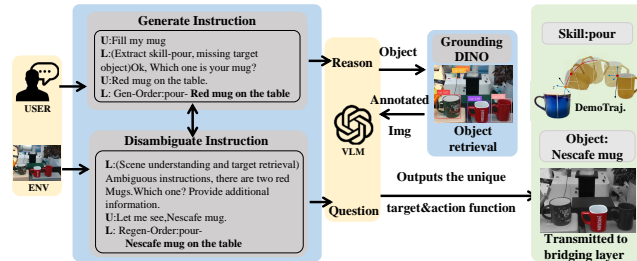 Generate Instruction
U:Fill my mug
L:(Extract skill-pour, missing target
object)Ok, Which one is your mug?
U:Red mug on the table.
L: Gen-Order:pour- Red mug on the table
USER
ENV
Disambiguate Instruction
L:(Scene understanding and target retrieval)
Ambiguous instructions, there are two red
Mugs.Which one? Provide additional
information.
U:Let me see,Nescafe mug.
L: Regen-Order:pour-
Nescafe mug on the table
Reason
VLM
Question
Object
Annotated
Img
Grounding
DINO
Object
retrieval
Outputs the unique
target&action function
Skill:pour
DemoTraj.
Object:
Nescafe mug
Transmitted to
bridging layer